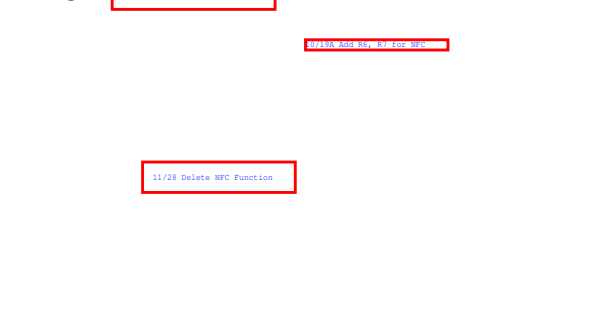 10/19A Add R6, R7 for NFC
11/28 Delete NFC Function